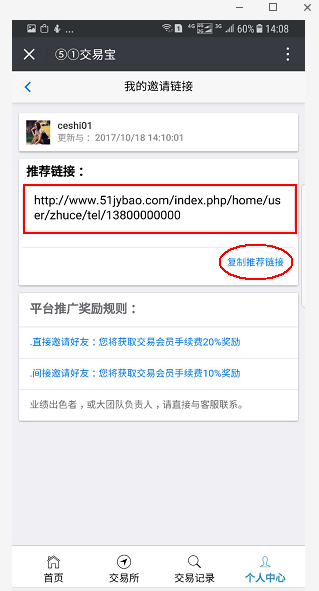 4G 3G 60% 14:08
⑤①交易宝
我的邀请链接
ceshi01
更新与：2017/10/18 14:10:01
推荐链接：
http://www.51jybao.com/index.php/home/us
er/zhuce/tel/13800000000
复制推荐链接
平台推广奖励规则：
.直接邀请好友：您将获取交易会员手续费20%奖励
.间接邀请好友：您将获取交易会员手续费10%奖励
业绩出色者，或大团队负责人，请直接与客服联系。
首页 交易所 交易记录 个人中心